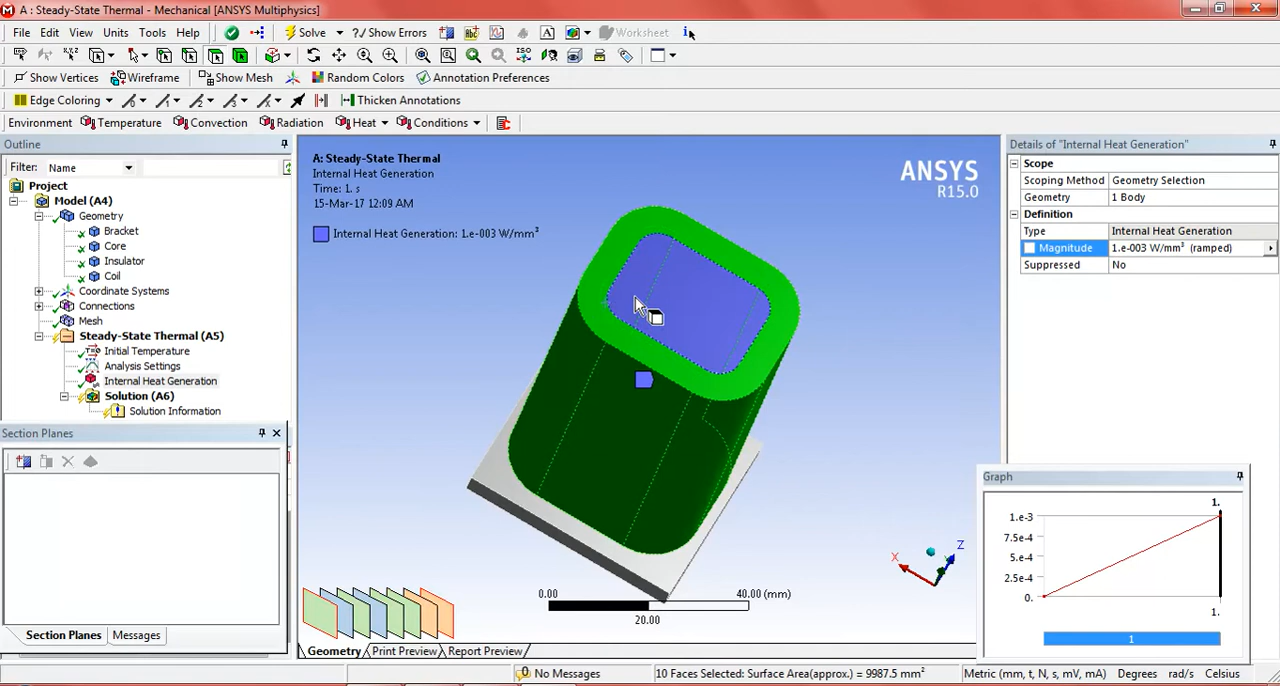 A : Steady-State Thermal - Mechanical [ANSYS Multiphysics]
File Edit View Units Tools Help Solve ?/ Show Errors Worksheet
Show Vertices Wireframe Show Mesh Random Colors Annotation Preferences
Edge Coloring Thicken Annotations
Environment Temperature Convection Radiation Heat Conditions
Outline
Filter: Name
Project
Model (A4)
Geometry
Bracket
Core
Insulator
Coil
Coordinate Systems
Connections
Mesh
Steady-State Thermal (A5)
Initial Temperature
Analysis Settings
Internal Heat Generation
Solution (A6)
Solution Information
Section Planes
Section Planes Messages
A: Steady-State Thermal
Internal Heat Generation
Time: 1. s
15-Mar-17 12:09 AM
Internal Heat Generation: 1.e-003 W/mm³
ANSYS
R15.0
X
Z
0.00 40.00 (mm)
20.00
Geometry Print Preview Report Preview
Details of "Internal Heat Generation"
Scope
Scoping Method Geometry Selection
Geometry 1 Body
Definition
Type Internal Heat Generation
Magnitude 1.e-003 W/mm³ (ramped)
Suppressed No
Graph
1.
1.e-3
7.5e-4
5.e-4
2.5e-4
0.
1.
1
No Messages 10 Faces Selected: Surface Area(approx.) = 9987.5 mm² Metric (mm, t, N, s, mV, mA) Degrees rad/s Celsius